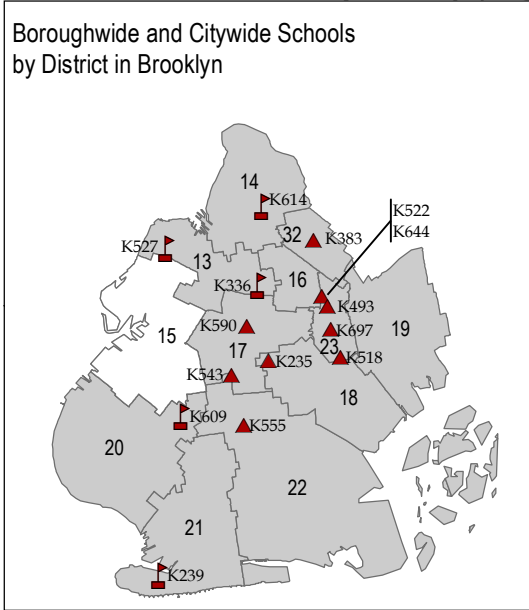 Boroughwide and Citywide Schools
by District in Brooklyn
14
K614
K522
K644
32
K383
K527
13
16
K336
K493
19
K590
K697
15
23
17
K235
K518
K543
18
K609
K555
20
22
21
K239